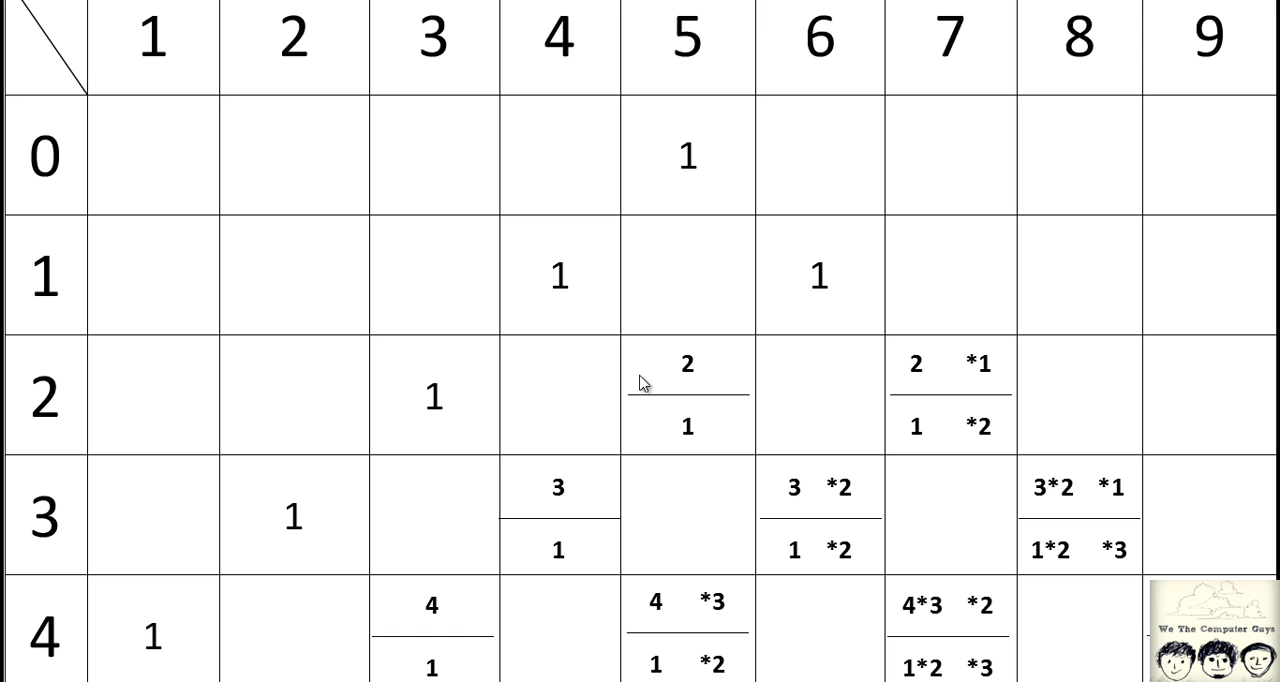 1 2 3 4 5 6 7 8 9
0 1
1 1 1
2 1 2 1 2 *1 1 *2
3 1 3 1 3 *2 1 *2 3*2 *1 1*2 *3
4 1 4 1 4 *3 1 *2 4*3 *2 1*2 *3
We The Computer Guys